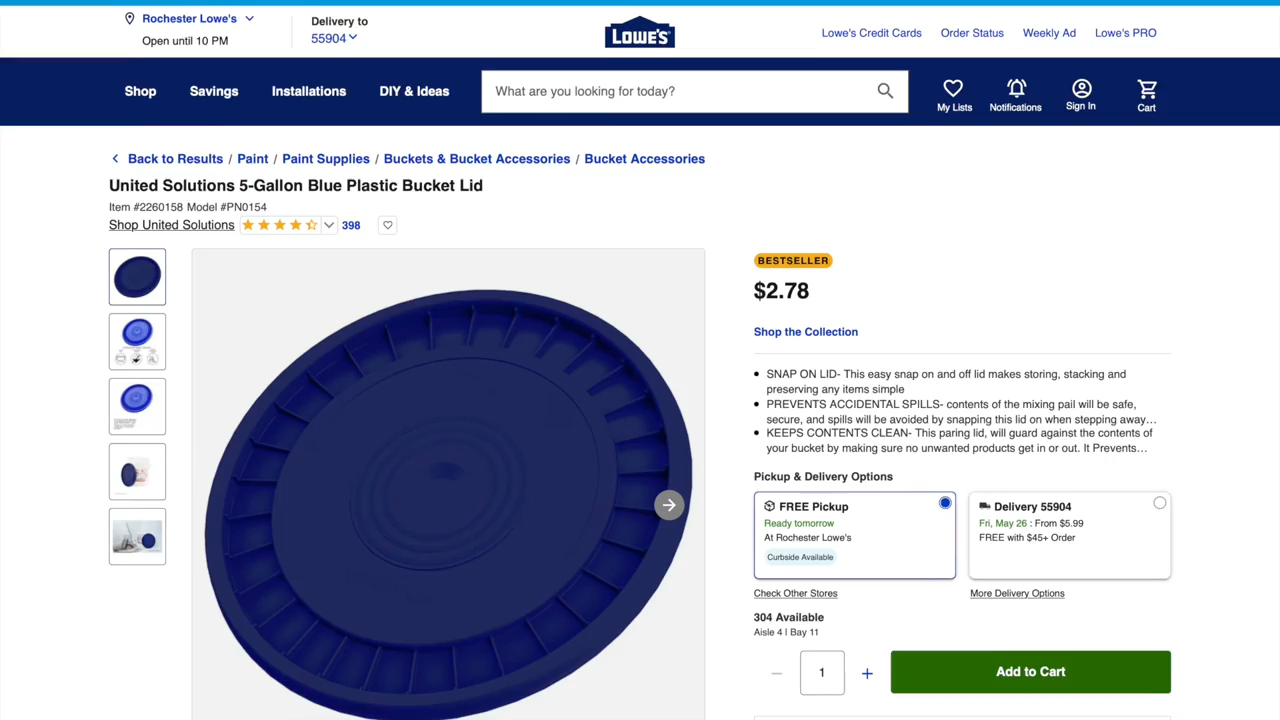 Rochester Lowe's
Open until 10 PM
Delivery to
55904
LOWE'S
Lowe's Credit Cards
Order Status
Weekly Ad
Lowe's PRO
Shop
Savings
Installations
DIY & Ideas
What are you looking for today?
My Lists
Notifications
Sign In
Cart
Back to Results / Paint / Paint Supplies / Buckets & Bucket Accessories / Bucket Accessories
United Solutions 5-Gallon Blue Plastic Bucket Lid
Item #2260158 Model #PN0154
Shop United Solutions
398
BESTSELLER
$2.78
Shop the Collection
SNAP ON LID- This easy snap on and off lid makes storing, stacking and
preserving any items simple
PREVENTS ACCIDENTAL SPILLS- contents of the mixing pail will be safe,
secure, and spills will be avoided by snapping this lid on when stepping away…
KEEPS CONTENTS CLEAN- This paring lid, will guard against the contents of
your bucket by making sure no unwanted products get in or out. It Prevents…
Pickup & Delivery Options
FREE Pickup
Ready tomorrow
At Rochester Lowe's
Curbside Available
Delivery 55904
Fri, May 26 : From $5.99
FREE with $45+ Order
Check Other Stores
More Delivery Options
304 Available
Aisle 4 | Bay 11
1
Add to Cart